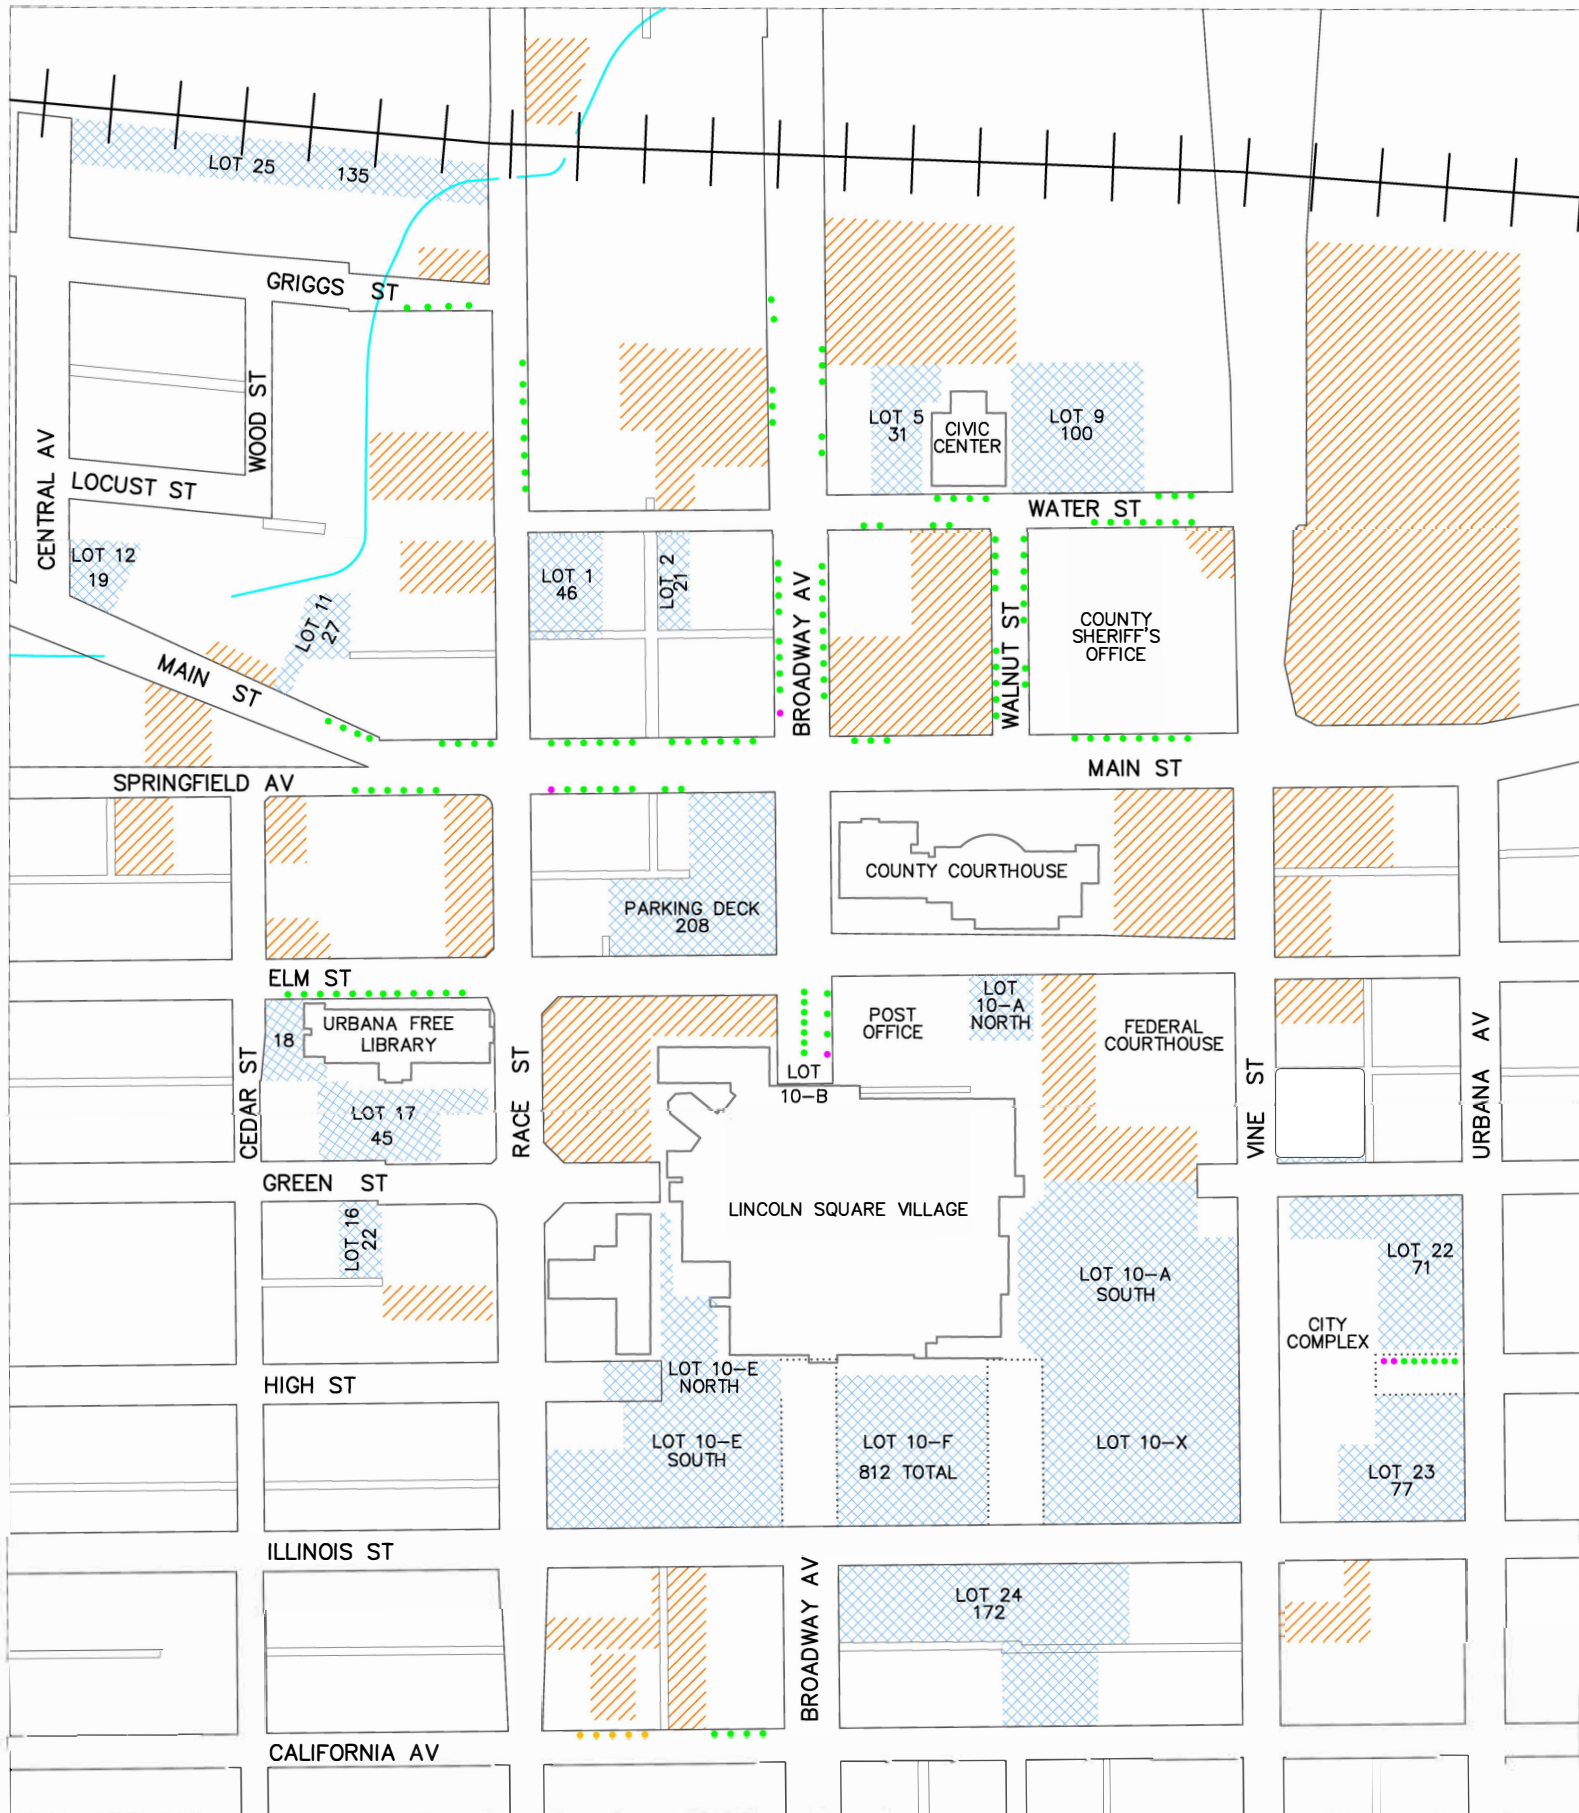 LOT 25
135
GRIGGS ST
WOOD ST
CENTRAL AV
LOCUST ST
LOT 12
19
LOT 11
27
MAIN ST
LOT 1
46
LOT 2
21
BROADWAY AV
LOT 5
31
CIVIC
CENTER
LOT 9
100
WATER ST
WALNUT ST
COUNTY
SHERIFF'S
OFFICE
MAIN ST
SPRINGFIELD AV
PARKING DECK
208
COUNTY COURTHOUSE
ELM ST
18
URBANA FREE
LIBRARY
LOT 17
45
CEDAR ST
RACE ST
LOT
10-B
POST
OFFICE
LOT
10-A
NORTH
FEDERAL
COURTHOUSE
VINE ST
URBANA AV
GREEN ST
LOT 16
22
LINCOLN SQUARE VILLAGE
LOT 10-A
SOUTH
LOT 22
71
CITY
COMPLEX
HIGH ST
LOT 10-E
NORTH
LOT 10-E
SOUTH
LOT 10-F
812 TOTAL
LOT 10-X
LOT 23
77
ILLINOIS ST
BROADWAY AV
LOT 24
172
CALIFORNIA AV